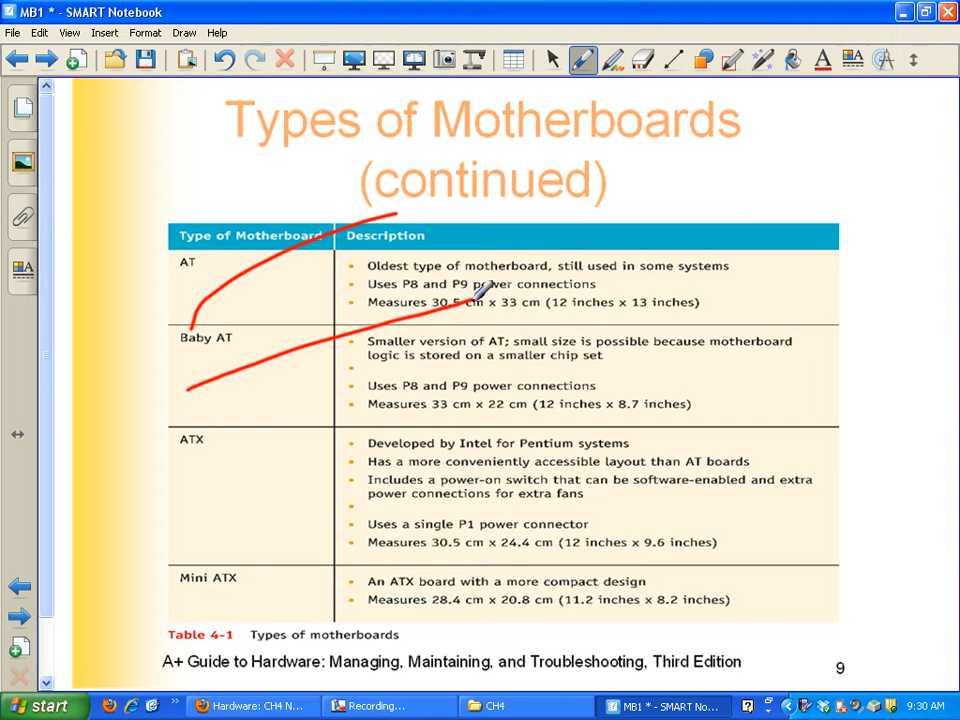 MB1 * - SMART Notebook
File Edit View Insert Format Draw Help
Types of Motherboards
(continued)
Type of Motherboard Description
AT
• Oldest type of motherboard, still used in some systems
• Uses P8 and P9 power connections
• Measures 30.5 cm x 33 cm (12 inches x 13 inches)
Baby AT
• Smaller version of AT; small size is possible because motherboard
logic is stored on a smaller chip set
•
• Uses P8 and P9 power connections
• Measures 33 cm x 22 cm (12 inches x 8.7 inches)
ATX
• Developed by Intel for Pentium systems
• Has a more conveniently accessible layout than AT boards
• Includes a power-on switch that can be software-enabled and extra
power connections for extra fans
•
• Uses a single P1 power connector
• Measures 30.5 cm x 24.4 cm (12 inches x 9.6 inches)
Mini ATX
• An ATX board with a more compact design
• Measures 28.4 cm x 20.8 cm (11.2 inches x 8.2 inches)
Table 4-1 Types of motherboards
A+ Guide to Hardware: Managing, Maintaining, and Troubleshooting, Third Edition
9
start Hardware: CH4 N... Recording... CH4 MB1 * - SMART No... 9:30 AM